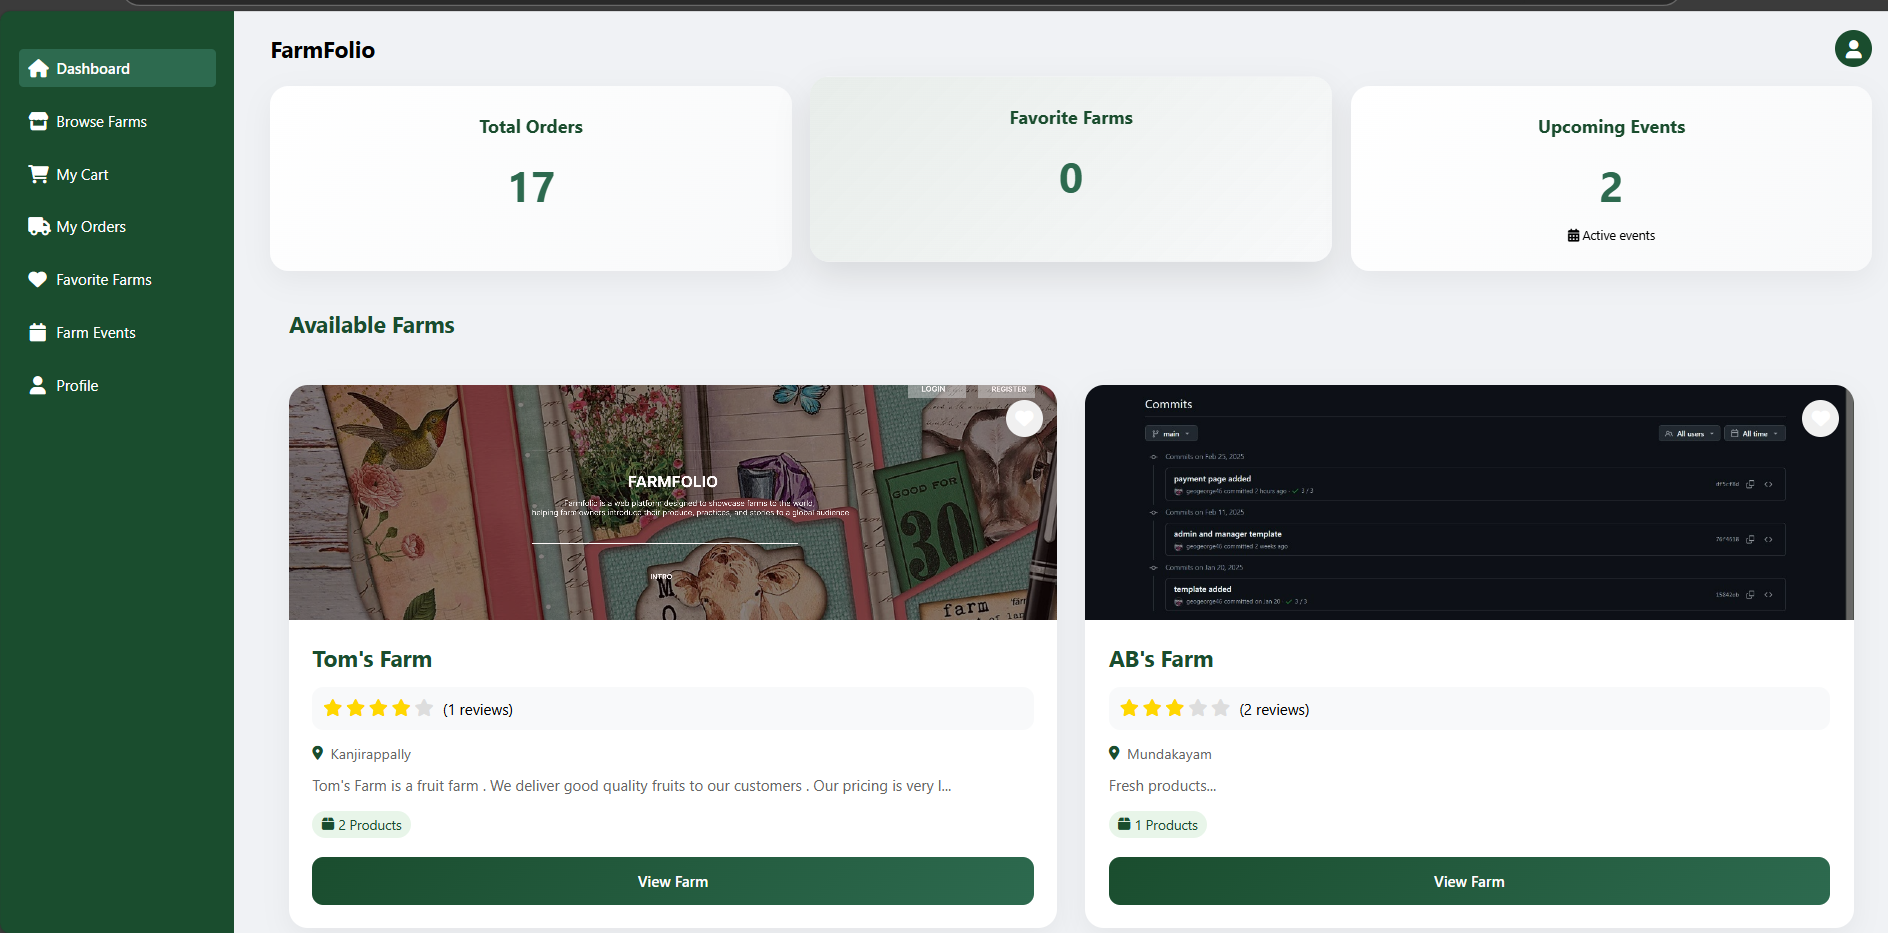 FarmFolio
Dashboard
Browse Farms
My Cart
My Orders
Favorite Farms
Farm Events
Profile
Total Orders
17
Favorite Farms
0
Upcoming Events
2
Active events
Available Farms
LOGIN REGISTER
FARMFOLIO
Farmfolio is a web platform designed to showcase farms to the world,
helping farm owners introduce their produce, practices, and stories to a global audience
INTRO
GOOD FOR
30
farm
Tom's Farm
(1 reviews)
Kanjirappally
Tom's Farm is a fruit farm . We deliver good quality fruits to our customers . Our pricing is very l...
2 Products
View Farm
Commits
main All users All time
Commits on Feb 25, 2025
payment page added
geogeorge46 committed 2 hours ago · 3 / 3
Commits on Feb 11, 2025
admin and manager template
geogeorge46 committed 2 weeks ago
Commits on Jan 20, 2025
template added
geogeorge46 committed on Jan 20 · 3 / 3
AB's Farm
(2 reviews)
Mundakayam
Fresh products...
1 Products
View Farm